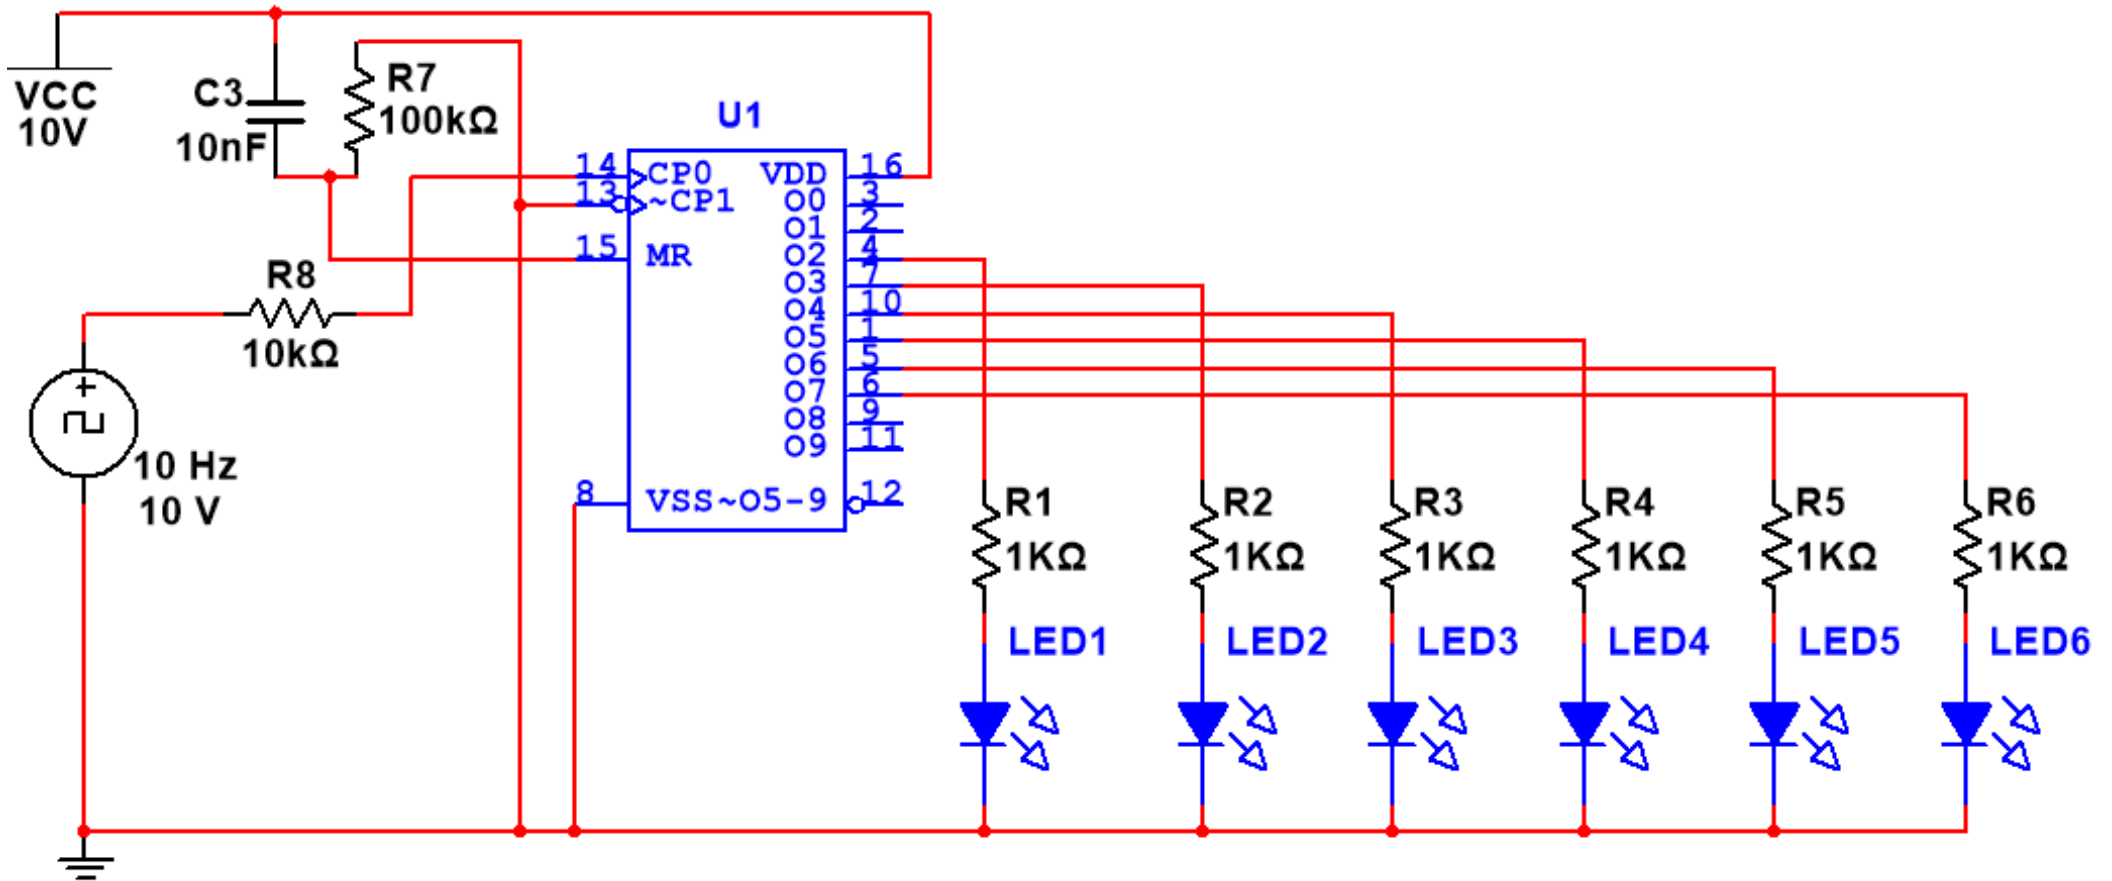 VCC
10V
C3
10nF
R7
100kΩ
R8
10kΩ
10 Hz
10 V
U1
14 CP0 VDD 16
13 ~CP1 O0 3
O1 2
15 MR O2 4
O3 7
O4 10
O5 1
O6 5
O7 6
O8 9
O9 11
8 VSS ~O5-9 12
R1
1KΩ
R2
1KΩ
R3
1KΩ
R4
1KΩ
R5
1KΩ
R6
1KΩ
LED1
LED2
LED3
LED4
LED5
LED6